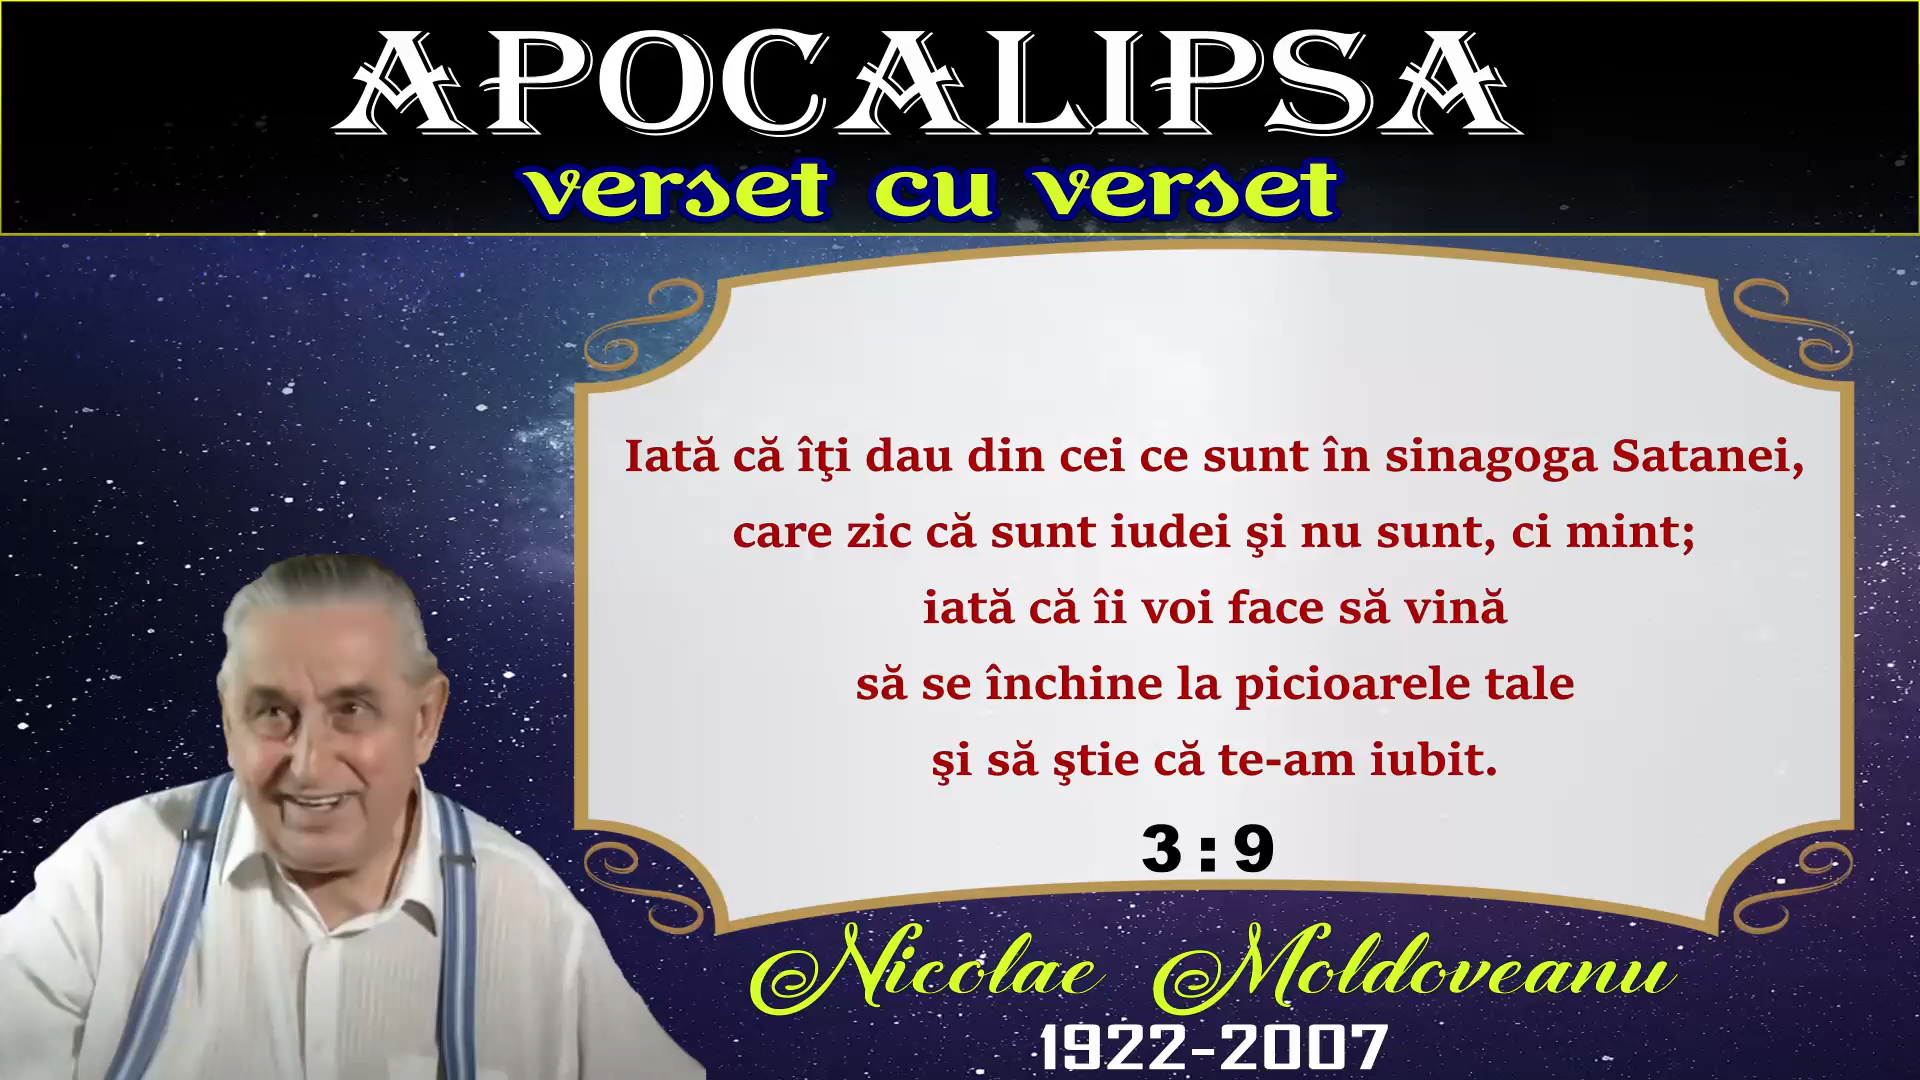 APOCALIPSA
verset cu verset
Iată că îţi dau din cei ce sunt în sinagoga Satanei,
care zic că sunt iudei şi nu sunt, ci mint;
iată că îi voi face să vină
să se închine la picioarele tale
şi să ştie că te-am iubit.
3:9
Nicolae Moldoveanu
1922-2007